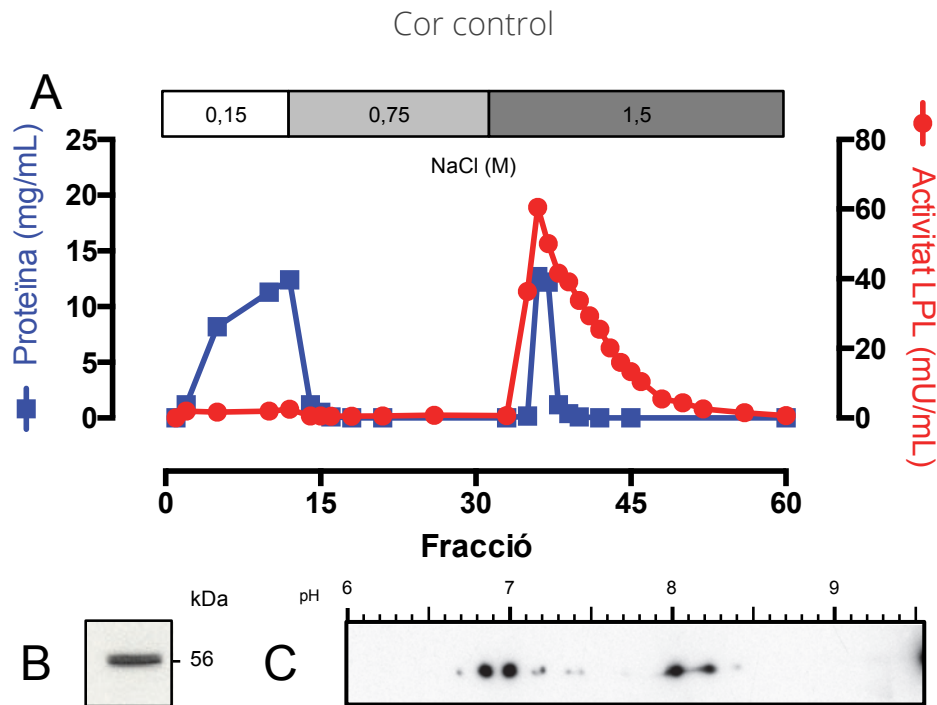 Cor control
A
0,15 0,75 1,5
NaCl (M)
Proteïna (mg/mL)
25
20
15
10
5
0
80
60
40
20
0
Activitat LPL (mU/mL)
0 15 30 45 60
Fracció
B
kDa
56
C
pH 6 7 8 9